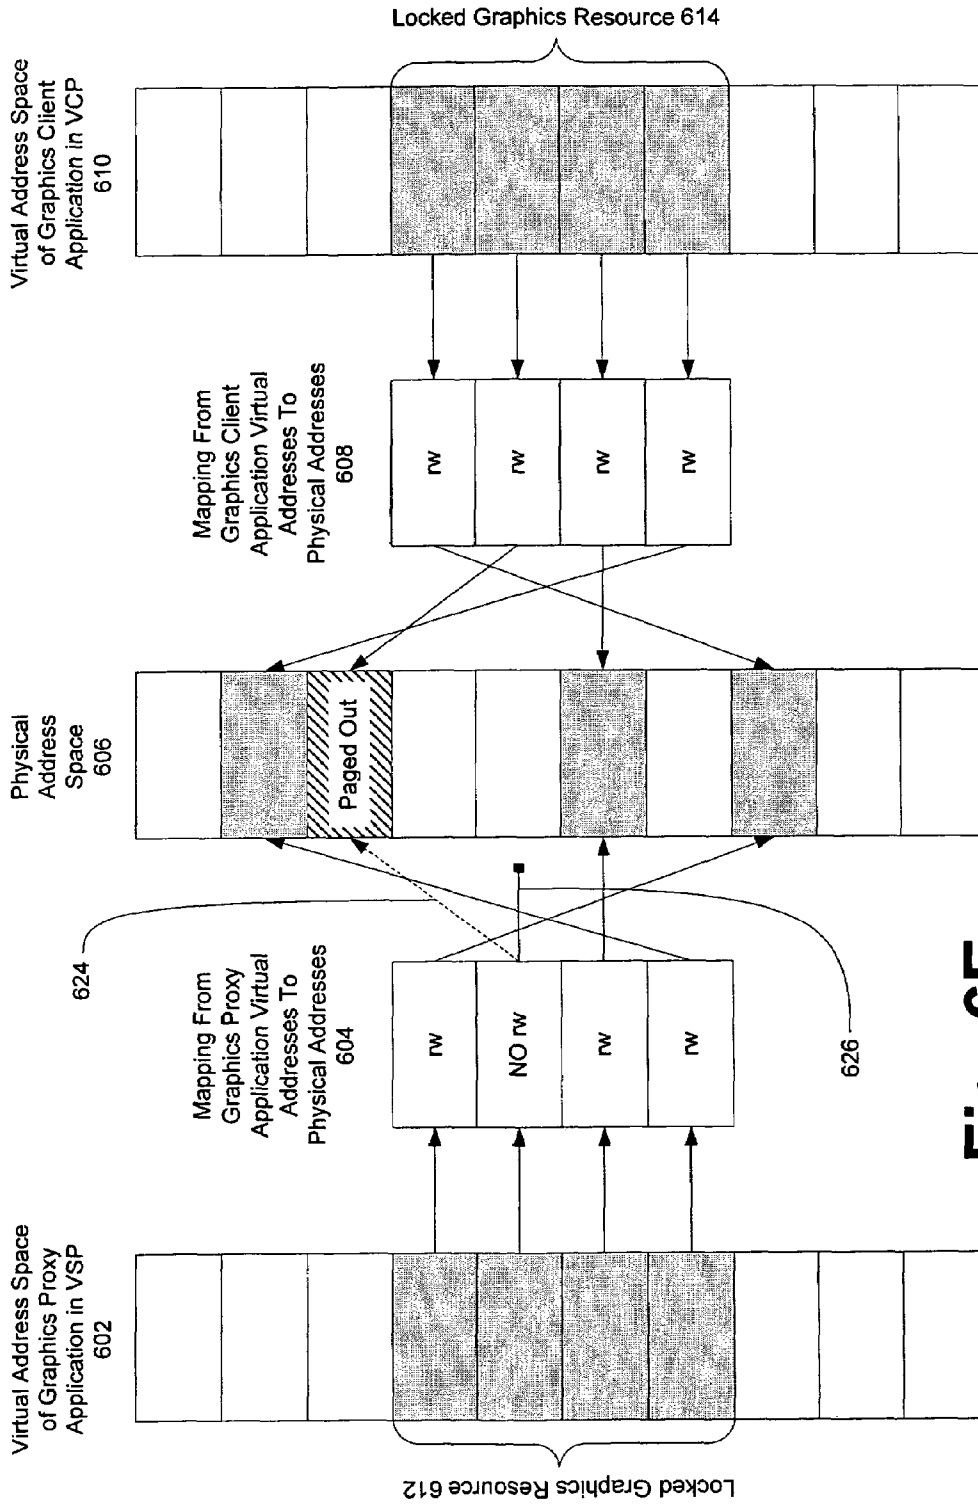 Virtual Address Space
of Graphics Proxy
Application in VSP
602
Locked Graphics Resource 612
Mapping From
Graphics Proxy
Application Virtual
Addresses To
Physical Addresses
604
rw
NO rw
rw
rw
624
626
Physical
Address
Space
606
Paged Out
Mapping From
Graphics Client
Application Virtual
Addresses To
Physical Addresses
608
rw
rw
rw
rw
Virtual Address Space
of Graphics Client
Application in VCP
610
Locked Graphics Resource 614